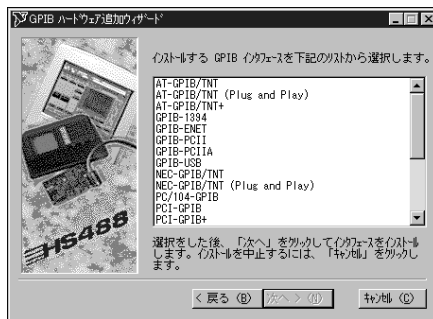 GPIB ハードウェア追加ウィザード
インストールする GPIB インタフェースを下記のリストから選択します。
AT-GPIB/TNT
AT-GPIB/TNT (Plug and Play)
AT-GPIB/TNT+
GPIB-1394
GPIB-ENET
GPIB-PCII
GPIB-PCIIA
GPIB-USB
NEC-GPIB/TNT
NEC-GPIB/TNT (Plug and Play)
PC/104-GPIB
PCI-GPIB
PCI-GPIB+
HS488
選択をした後、「次へ」をクリックしてインタフェースをインストール
します。インストールを中止するには、「キャンセル」をクリックし
ます。
< 戻る (B) 次へ > (N) キャンセル (C)